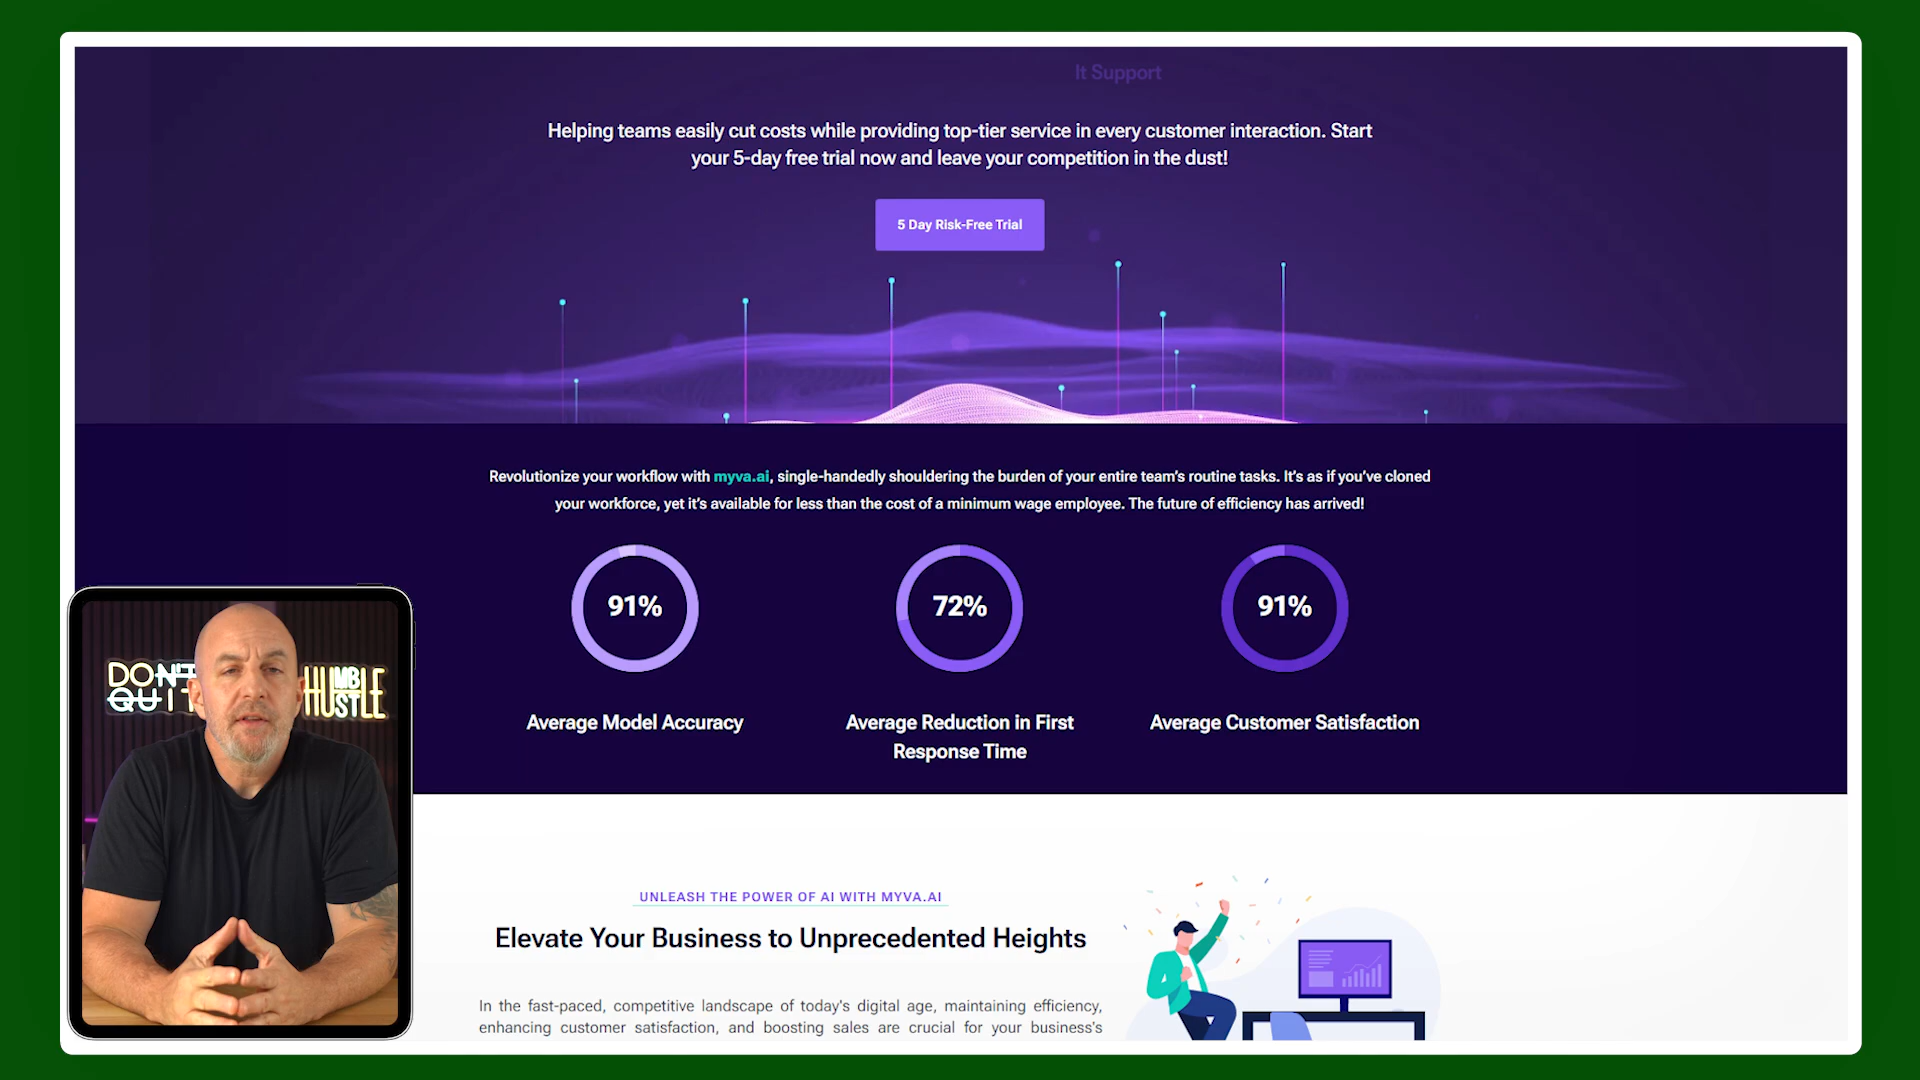 It Support
Helping teams easily cut costs while providing top-tier service in every customer interaction. Start
your 5-day free trial now and leave your competition in the dust!
5 Day Risk-Free Trial
Revolutionize your workflow with myva.ai, single-handedly shouldering the burden of your entire team's routine tasks. It's as if you've cloned
your workforce, yet it's available for less than the cost of a minimum wage employee. The future of efficiency has arrived!
91%
72%
91%
Average Model Accuracy
Average Reduction in First
Response Time
Average Customer Satisfaction
DON'T
QUIT
HUMBLE
HUSTLE
UNLEASH THE POWER OF AI WITH MYVA.AI
Elevate Your Business to Unprecedented Heights
In the fast-paced, competitive landscape of today's digital age, maintaining efficiency,
enhancing customer satisfaction, and boosting sales are crucial for your business's